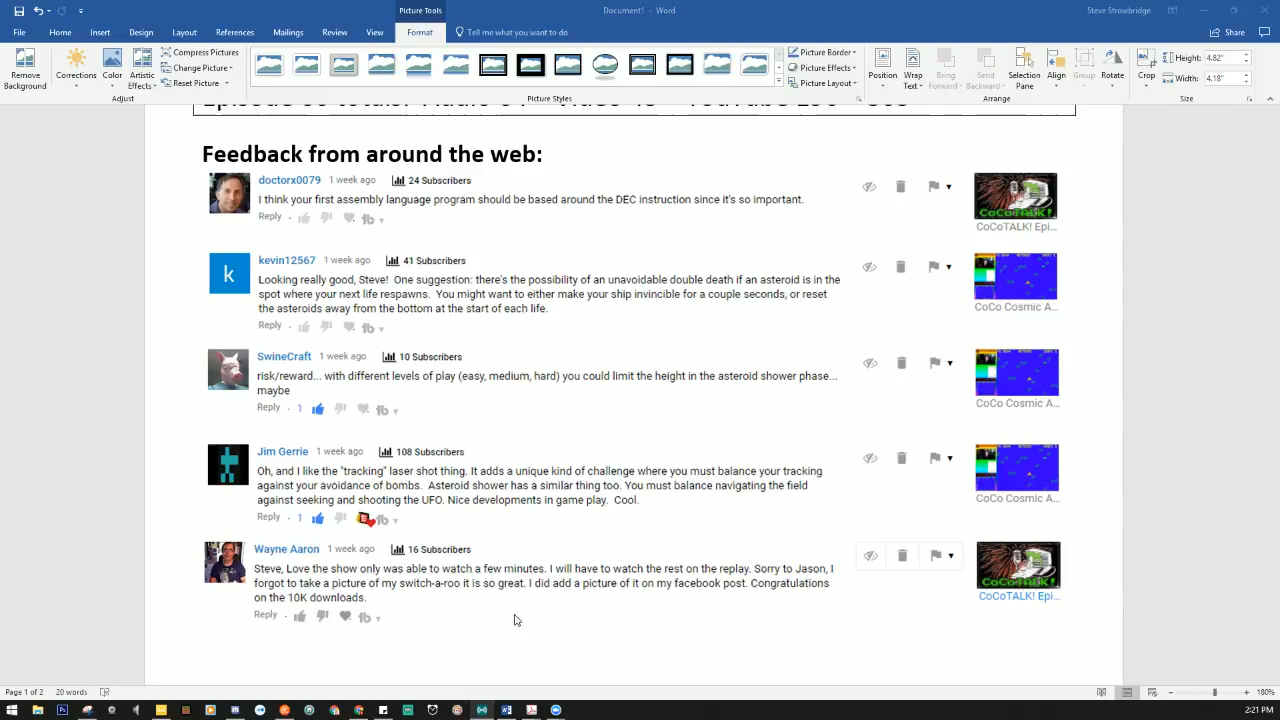 Picture Tools
Document1 - Word
Steve Strowbridge
File Home Insert Design Layout References Mailings Review View Format Tell me what you want to do Share
Remove Background
Corrections
Color
Artistic Effects
Compress Pictures
Change Picture
Reset Picture
Picture Border
Picture Effects
Picture Layout
Position
Wrap Text
Bring Forward
Send Backward
Selection Pane
Align
Group
Rotate
Crop
Height: 4.82"
Width: 4.18"
Adjust
Picture Styles
Arrange
Size
Feedback from around the web:
doctorx0079 1 week ago 24 Subscribers
I think your first assembly language program should be based around the DEC instruction since it's so important.
Reply
CoCoTALK!
CoCoTALK! Epi...
k
kevin12567 1 week ago 41 Subscribers
Looking really good, Steve! One suggestion: there's the possibility of an unavoidable double death if an asteroid is in the
spot where your next life respawns. You might want to either make your ship invincible for a couple seconds, or reset
the asteroids away from the bottom at the start of each life.
Reply
CoCo Cosmic A...
SwineCraft 1 week ago 10 Subscribers
risk/reward... with different levels of play (easy, medium, hard) you could limit the height in the asteroid shower phase...
maybe
Reply · 1
CoCo Cosmic A...
Jim Gerrie 1 week ago 108 Subscribers
Oh, and I like the "tracking" laser shot thing. It adds a unique kind of challenge where you must balance your tracking
against your avoidance of bombs. Asteroid shower has a similar thing too. You must balance navigating the field
against seeking and shooting the UFO. Nice developments in game play. Cool.
Reply · 1
CoCo Cosmic A...
Wayne Aaron 1 week ago 16 Subscribers
Steve, Love the show only was able to watch a few minutes. I will have to watch the rest on the replay. Sorry to Jason, I
forgot to take a picture of my switch-a-roo it is so great. I did add a picture of it on my facebook post. Congratulations
on the 10K downloads.
Reply
CoCoTALK!
CoCoTALK! Epi...
Page 1 of 2 20 words
180%
2:21 PM